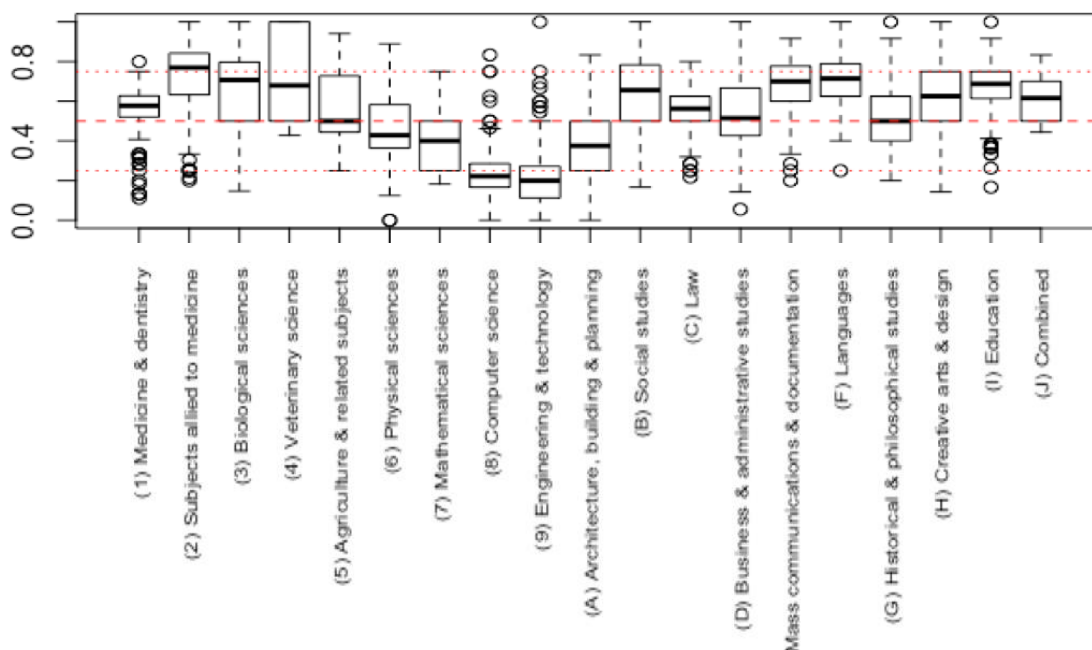 0.8
0.4
0.0
(1) Medicine & dentistry
(2) Subjects allied to medicine
(3) Biological sciences
(4) Veterinary science
(5) Agriculture & related subjects
(6) Physical sciences
(7) Mathematical sciences
(8) Computer science
(9) Engineering & technology
(A) Architecture, building & planning
(B) Social studies
(C) Law
(D) Business & administrative studies
Mass communications & documentation
(F) Languages
(G) Historical & philosophical studies
(H) Creative arts & design
(I) Education
(J) Combined